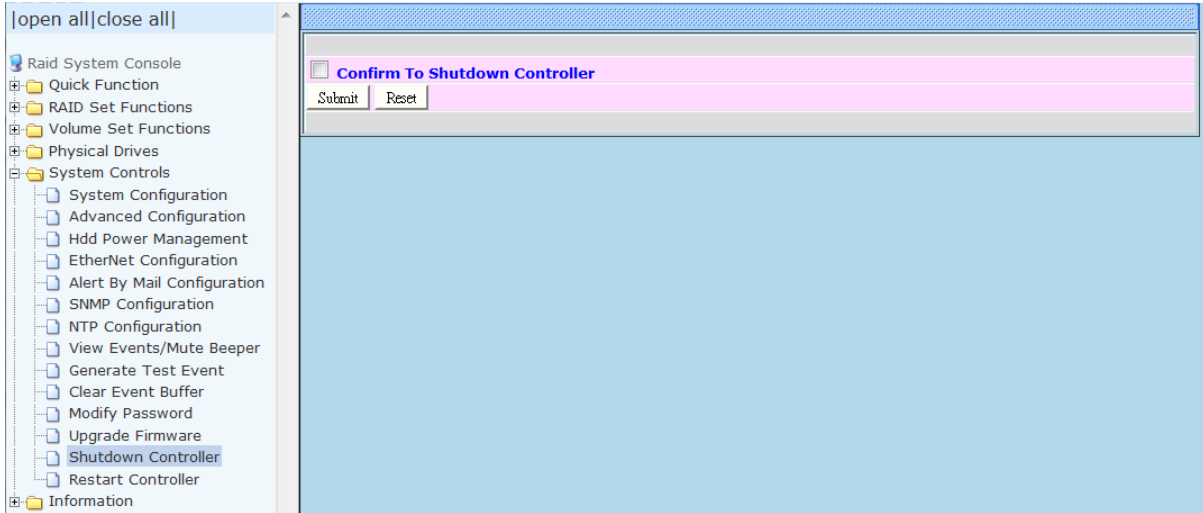 |open all|close all|
Raid System Console
Quick Function
RAID Set Functions
Volume Set Functions
Physical Drives
System Controls
System Configuration
Advanced Configuration
Hdd Power Management
EtherNet Configuration
Alert By Mail Configuration
SNMP Configuration
NTP Configuration
View Events/Mute Beeper
Generate Test Event
Clear Event Buffer
Modify Password
Upgrade Firmware
Shutdown Controller
Restart Controller
Information
Confirm To Shutdown Controller
Submit Reset